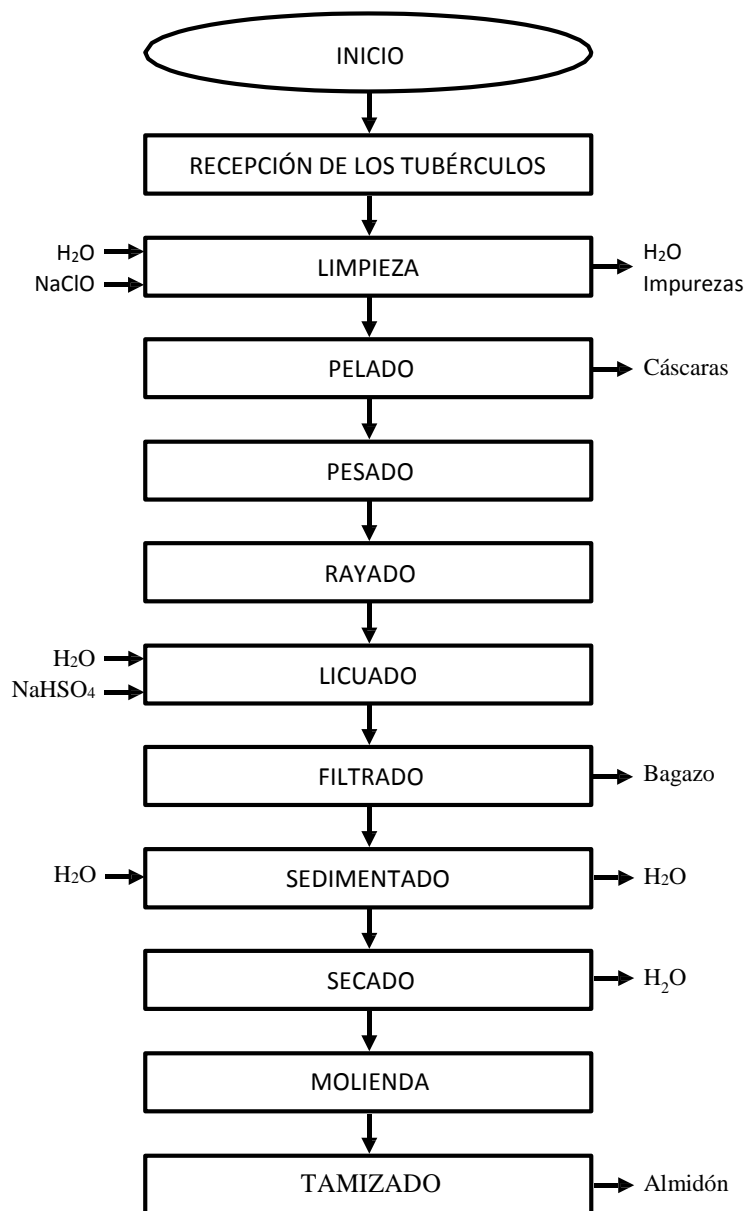 INICIO
RECEPCIÓN DE LOS TUBÉRCULOS
H₂O
NaClO
LIMPIEZA
H₂O
Impurezas
PELADO
Cáscaras
PESADO
RAYADO
H₂O
NaHSO₄
LICUADO
FILTRADO
Bagazo
H₂O
SEDIMENTADO
H₂O
SECADO
H₂O
MOLIENDA
TAMIZADO
Almidón